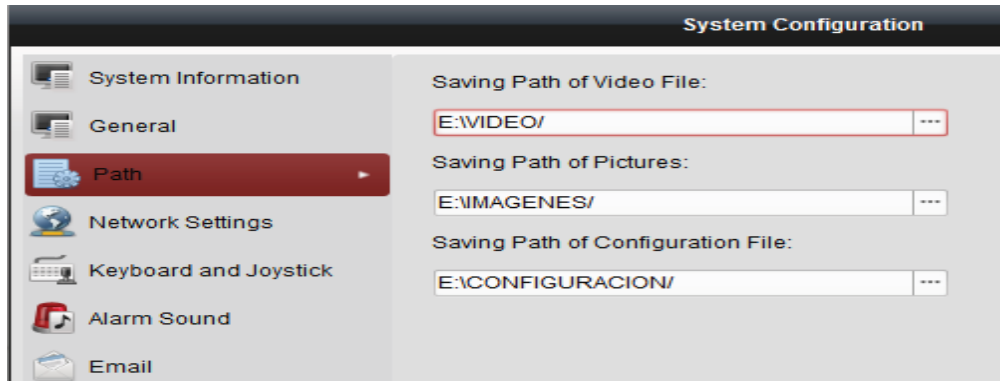 System Configuration
System Information
General
Path
Network Settings
Keyboard and Joystick
Alarm Sound
Email
Saving Path of Video File:
E:\VIDEO/
Saving Path of Pictures:
E:\IMAGENES/
Saving Path of Configuration File:
E:\CONFIGURACION/